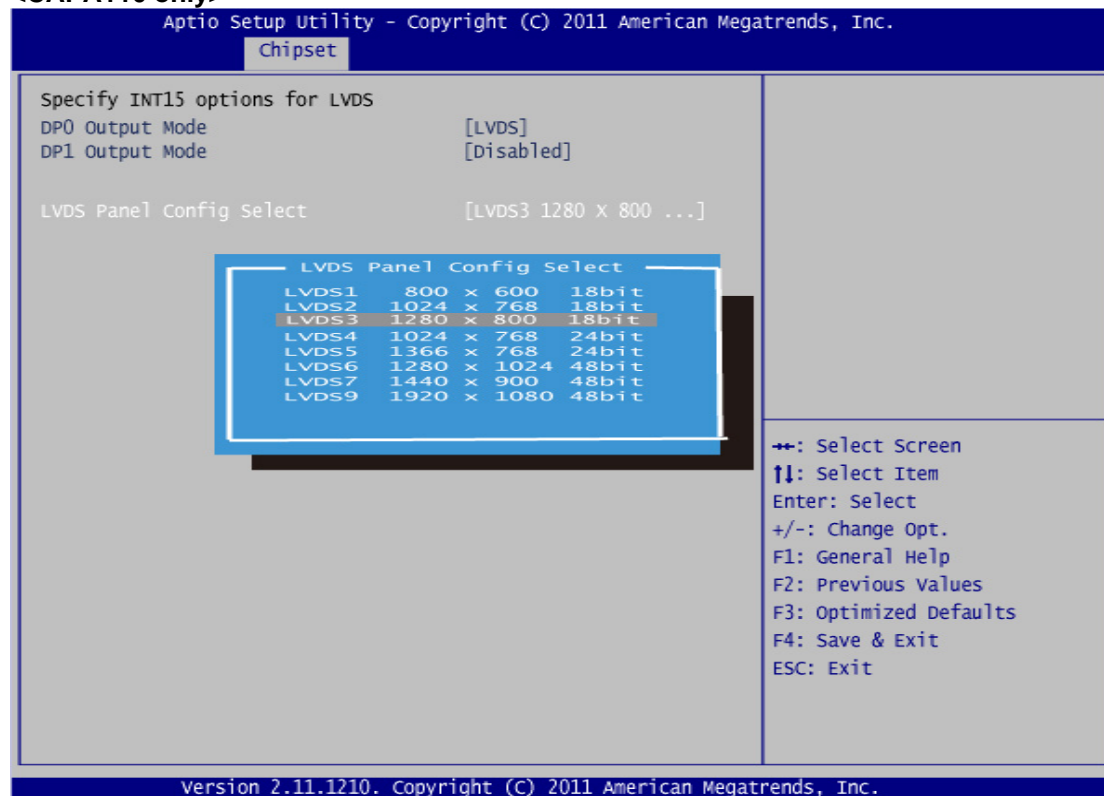 Aptio Setup Utility - Copyright (C) 2011 American Megatrends, Inc.
Chipset
Specify INT15 options for LVDS
DP0 Output Mode [LVDS]
DP1 Output Mode [Disabled]
LVDS Panel Config Select [LVDS3 1280 X 800 ...]
LVDS Panel Config Select
LVDS1 800 x 600 18bit
LVDS2 1024 x 768 18bit
LVDS3 1280 x 800 18bit
LVDS4 1024 x 768 24bit
LVDS5 1366 x 768 24bit
LVDS6 1280 x 1024 48bit
LVDS7 1440 x 900 48bit
LVDS9 1920 x 1080 48bit
→←: Select Screen
↑↓: Select Item
Enter: Select
+/-: Change Opt.
F1: General Help
F2: Previous Values
F3: Optimized Defaults
F4: Save & Exit
ESC: Exit
Version 2.11.1210. Copyright (C) 2011 American Megatrends, Inc.